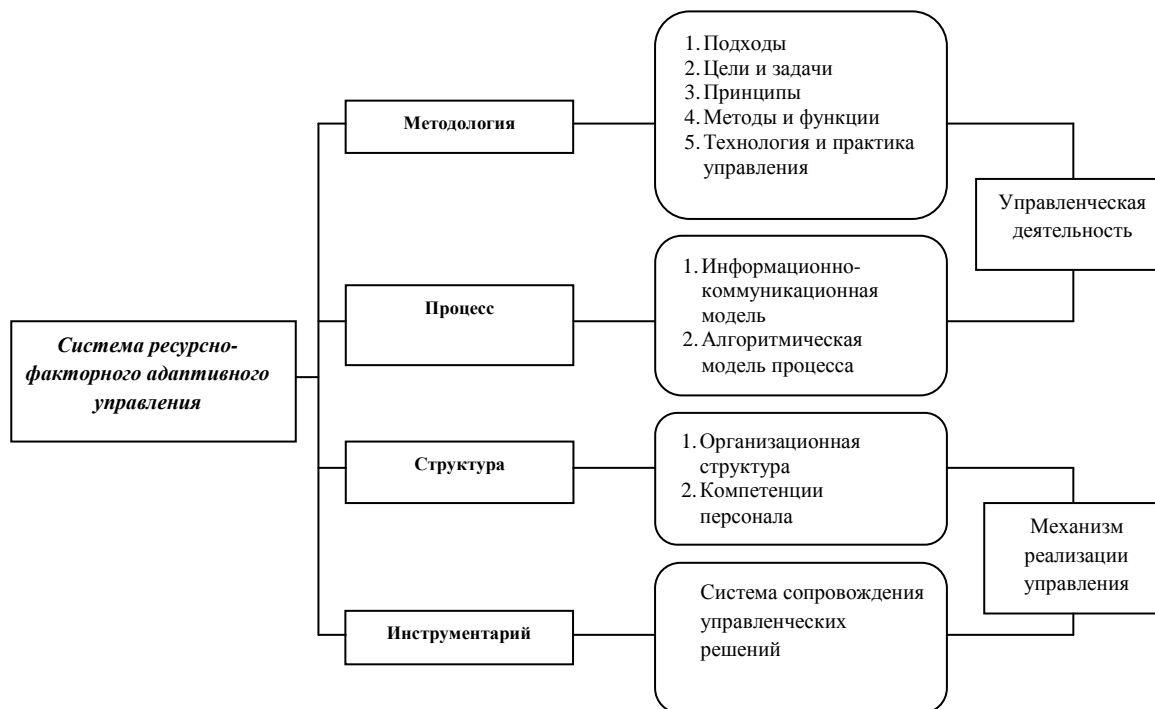 Система ресурсно-
факторного адаптивного
управления
Методология
1. Подходы
2. Цели и задачи
3. Принципы
4. Методы и функции
5. Технология и практика
управления
Процесс
1. Информационно-
коммуникационная
модель
2. Алгоритмическая
модель процесса
Управленческая
деятельность
Структура
1. Организационная
структура
2. Компетенции
персонала
Инструментарий
Система сопровождения
управленческих
решений
Механизм
реализации
управления